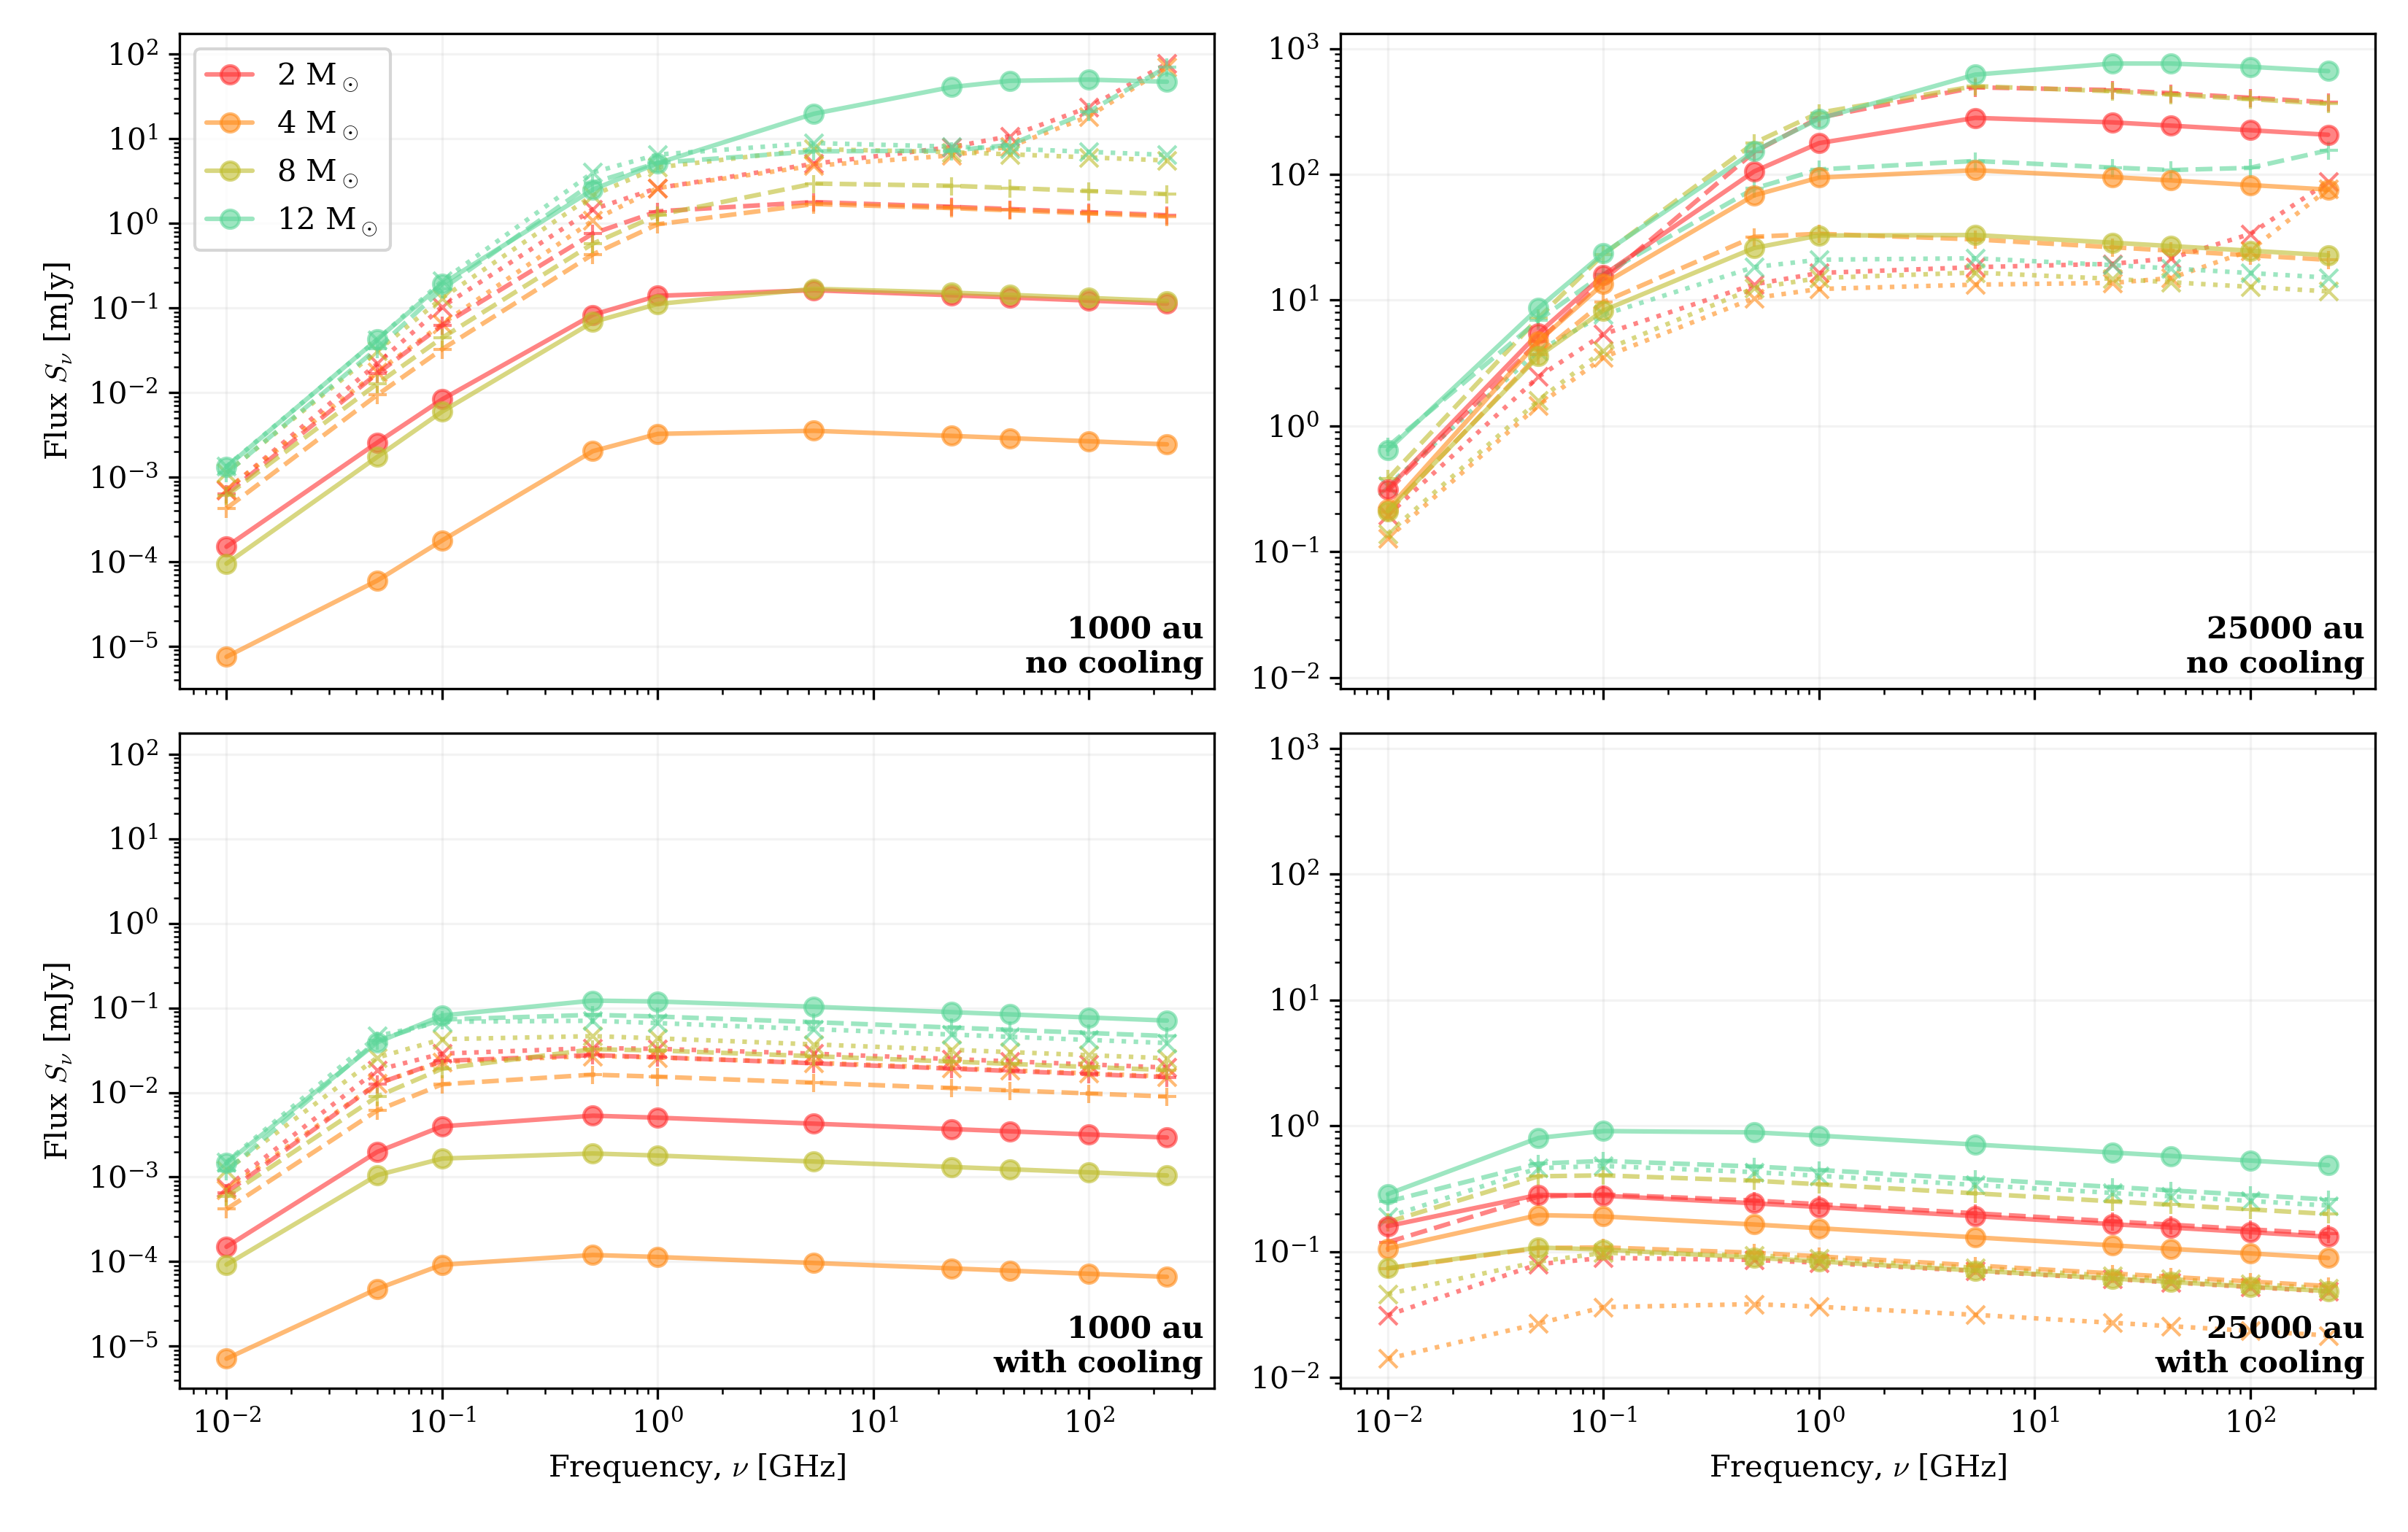 10²
10¹
10⁰
10⁻¹
10⁻²
10⁻³
10⁻⁴
10⁻⁵
Flux Sν [mJy]
2 M⊙
4 M⊙
8 M⊙
12 M⊙
1000 au
no cooling
10³
10²
10¹
10⁰
10⁻¹
10⁻²
25000 au
no cooling
10²
10¹
10⁰
10⁻¹
10⁻²
10⁻³
10⁻⁴
10⁻⁵
Flux Sν [mJy]
1000 au
with cooling
10⁻² 10⁻¹ 10⁰ 10¹ 10²
Frequency, ν [GHz]
10³
10²
10¹
10⁰
10⁻¹
10⁻²
25000 au
with cooling
10⁻² 10⁻¹ 10⁰ 10¹ 10²
Frequency, ν [GHz]